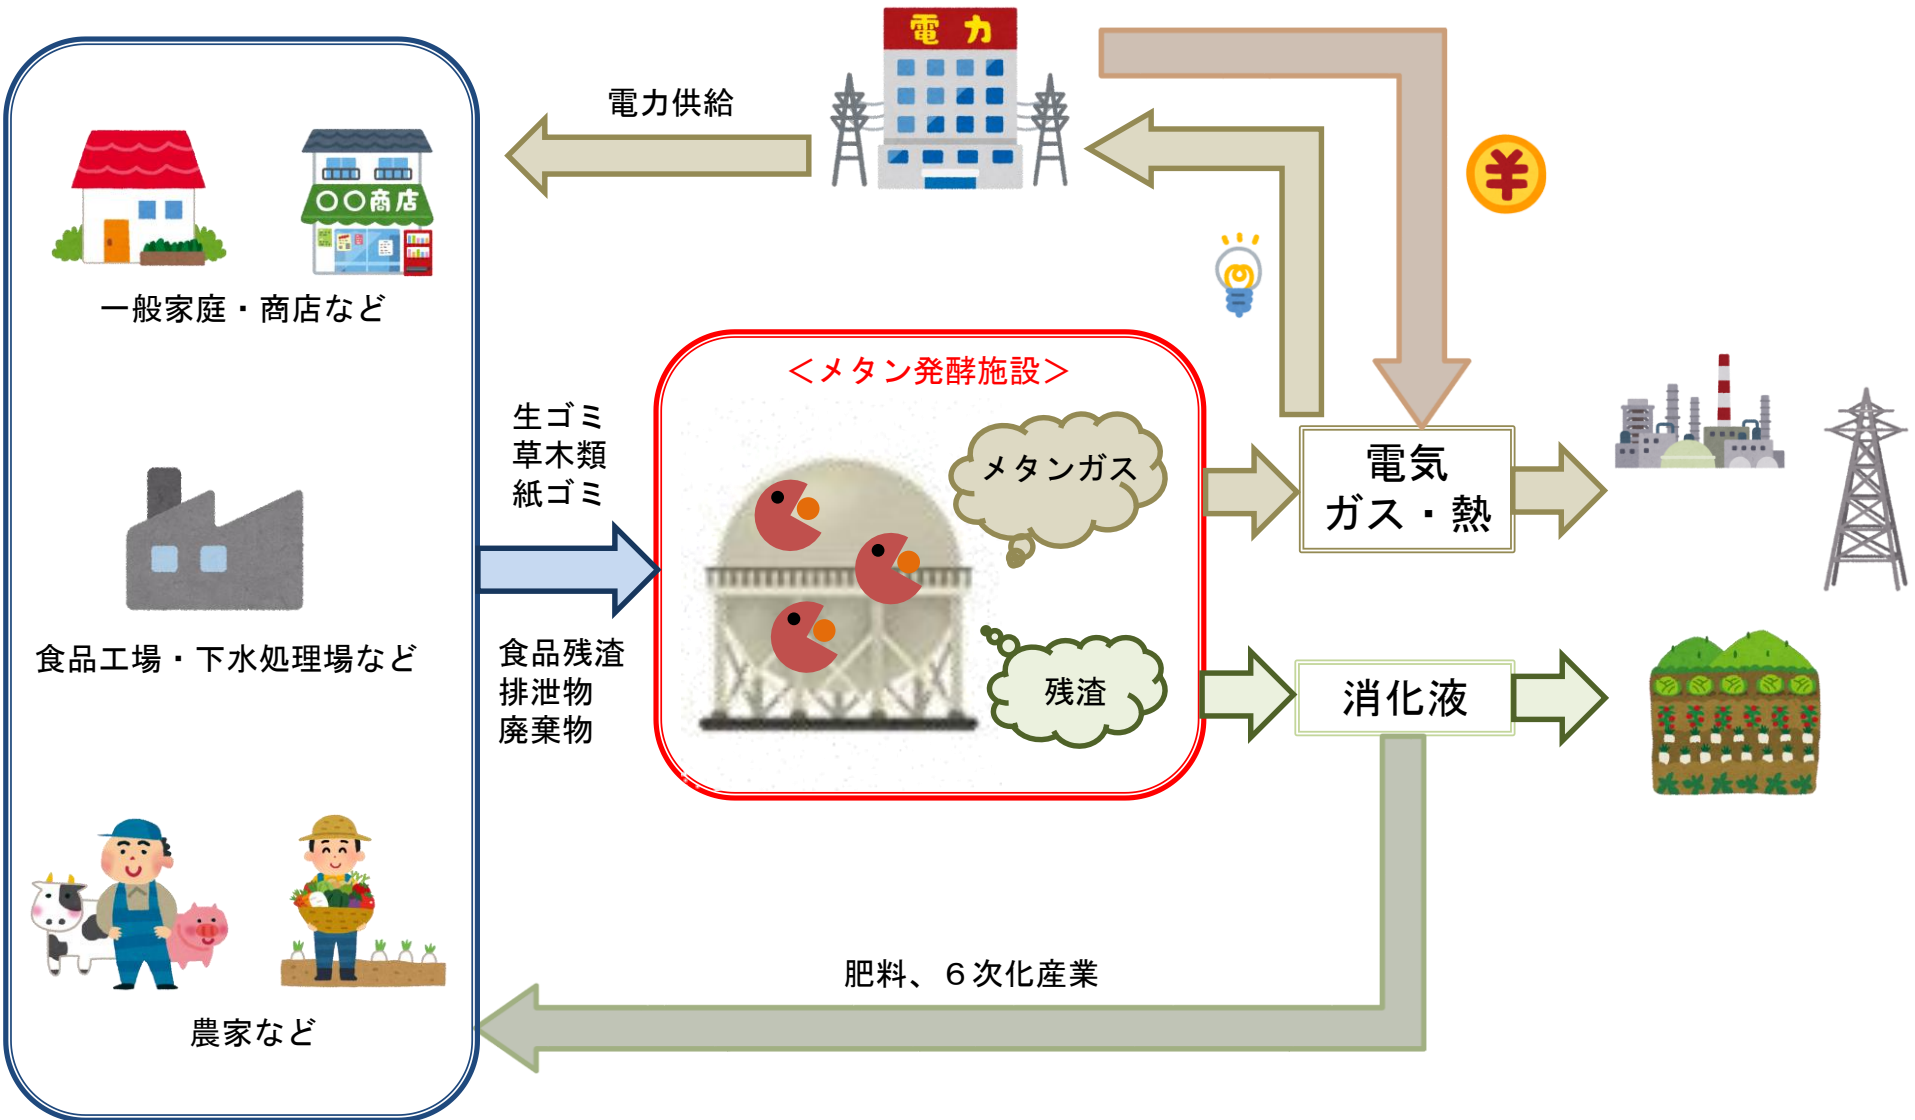 電力
電力供給
〇〇商店
¥
一般家庭・商店など
＜メタン発酵施設＞
生ゴミ
草木類
紙ゴミ
メタンガス
電気
ガス・熱
食品工場・下水処理場など
食品残渣
排泄物
廃棄物
残渣
消化液
肥料、６次化産業
農家など